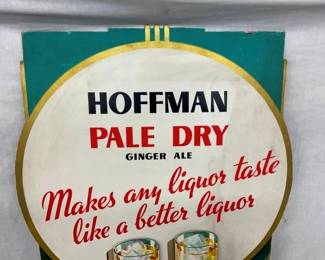 HOFFMAN
PALE DRY
GINGER ALE
Makes any liquor taste
like a better liquor